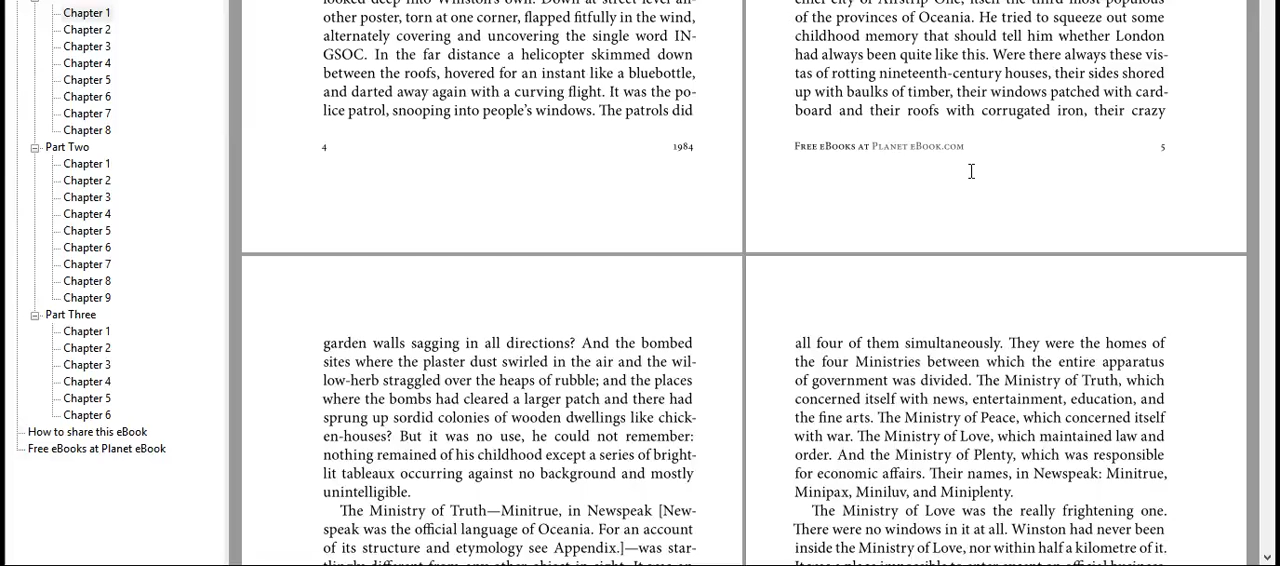 Chapter 1
Chapter 2
Chapter 3
Chapter 4
Chapter 5
Chapter 6
Chapter 7
Chapter 8
Part Two
Chapter 1
Chapter 2
Chapter 3
Chapter 4
Chapter 5
Chapter 6
Chapter 7
Chapter 8
Chapter 9
Part Three
Chapter 1
Chapter 2
Chapter 3
Chapter 4
Chapter 5
Chapter 6
How to share this eBook
Free eBooks at Planet eBook
other poster, torn at one corner, flapped fitfully in the wind,
alternately covering and uncovering the single word IN-
GSOC. In the far distance a helicopter skimmed down
between the roofs, hovered for an instant like a bluebottle,
and darted away again with a curving flight. It was the po-
lice patrol, snooping into people's windows. The patrols did
4 1984
of the provinces of Oceania. He tried to squeeze out some
childhood memory that should tell him whether London
had always been quite like this. Were there always these vis-
tas of rotting nineteenth-century houses, their sides shored
up with baulks of timber, their windows patched with card-
board and their roofs with corrugated iron, their crazy
Free eBooks at Planet eBook.com 5
garden walls sagging in all directions? And the bombed
sites where the plaster dust swirled in the air and the wil-
low-herb straggled over the heaps of rubble; and the places
where the bombs had cleared a larger patch and there had
sprung up sordid colonies of wooden dwellings like chick-
en-houses? But it was no use, he could not remember:
nothing remained of his childhood except a series of bright-
lit tableaux occurring against no background and mostly
unintelligible.
The Ministry of Truth—Minitrue, in Newspeak [New-
speak was the official language of Oceania. For an account
of its structure and etymology see Appendix.]—was star-
all four of them simultaneously. They were the homes of
the four Ministries between which the entire apparatus
of government was divided. The Ministry of Truth, which
concerned itself with news, entertainment, education, and
the fine arts. The Ministry of Peace, which concerned itself
with war. The Ministry of Love, which maintained law and
order. And the Ministry of Plenty, which was responsible
for economic affairs. Their names, in Newspeak: Minitrue,
Minipax, Miniluv, and Miniplenty.
The Ministry of Love was the really frightening one.
There were no windows in it at all. Winston had never been
inside the Ministry of Love, nor within half a kilometre of it.